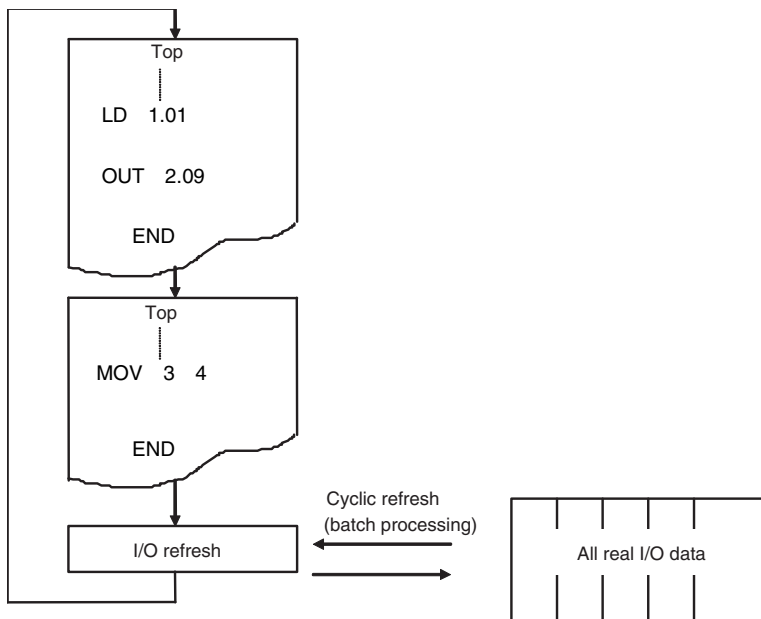 Top
LD 1.01
OUT 2.09
END
Top
MOV 3 4
END
Cyclic refresh
(batch processing)
I/O refresh
All real I/O data